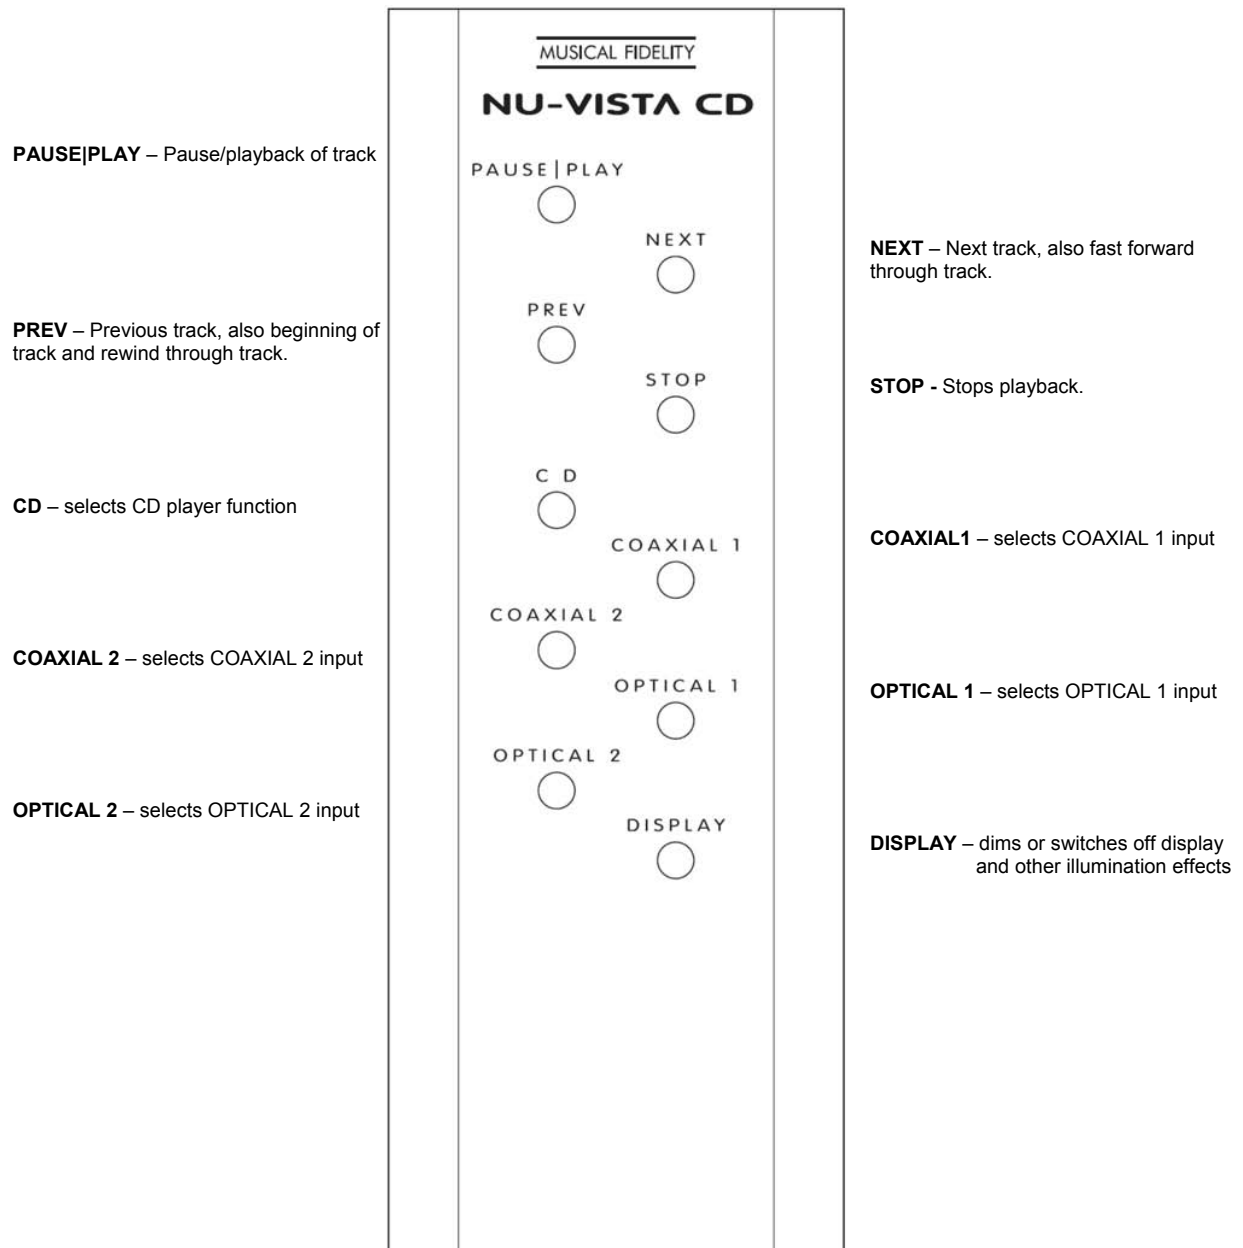 MUSICAL FIDELITY
NU-VISTA CD
PAUSE|PLAY – Pause/playback of track
PAUSE|PLAY
NEXT
NEXT – Next track, also fast forward
through track.
PREV
PREV – Previous track, also beginning of
track and rewind through track.
STOP
STOP - Stops playback.
C D
CD – selects CD player function
COAXIAL 1
COAXIAL1 – selects COAXIAL 1 input
COAXIAL 2
COAXIAL 2 – selects COAXIAL 2 input
OPTICAL 1
OPTICAL 1 – selects OPTICAL 1 input
OPTICAL 2
OPTICAL 2 – selects OPTICAL 2 input
DISPLAY
DISPLAY – dims or switches off display
and other illumination effects